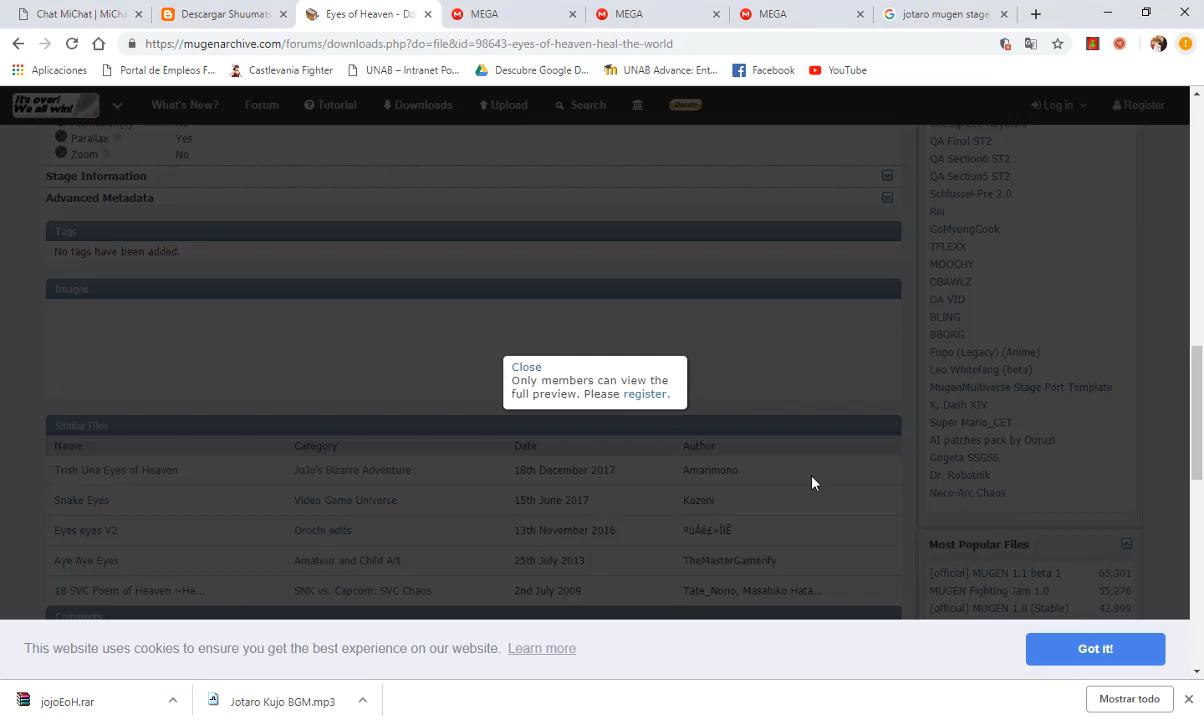 Chat MiChat | MiCha
Descargar Shuumats
Eyes of Heaven - Do
MEGA
MEGA
MEGA
jotaro mugen stage
https://mugenarchive.com/forums/downloads.php?do=file&id=98643-eyes-of-heaven-heal-the-world
Aplicaciones
Portal de Empleos F...
Castlevania Fighter
UNAB – Intranet Po...
Descubre Google D...
UNAB Advance: Ent...
Facebook
YouTube
It's over! We all win!
What's New?
Forum
Tutorial
Downloads
Upload
Search
Donate
Log in
Register
Parallax Yes
Zoom No
Stage Information
Advanced Metadata
Tags
No tags have been added.
Images
Close
Only members can view the
full preview. Please register.
Similar Files
Name Category Date Author
Trish Una Eyes of Heaven JoJo's Bizarre Adventure 18th December 2017 Amarimono
Snake Eyes Video Game Universe 15th June 2017 Kozeni
Eyes eyes V2 Orochi edits 13th November 2016
Aye Aye Eyes Amateur and Child Art 25th July 2013 TheMasterGamerify
18 SVC Poem of Heaven ~He... SNK vs. Capcom: SVC Chaos 2nd July 2009 Tate_Norio, Masahiko Hata...
Comments
QA Final ST2
QA Section6 ST2
QA Section5 ST2
Schlussel-Pre 2.0
Rei
GoMyungGook
TFLEXX
MOOCHY
DBAWLZ
DA VID
BLING
BBORG
Fugo (Legacy) (Anime)
Leo Whitefang (beta)
MugenMultiverse Stage Port Template
K, Dash XIV
Super Mario_CET
AI patches pack by Doruzi
Gogeta SSGSS
Dr. Robotnik
Neco-Arc Chaos
Most Popular Files
[official] MUGEN 1.1 beta 1 65,301
MUGEN Fighting Jam 1.0 55,276
[official] MUGEN 1.0 (Stable) 42,999
This website uses cookies to ensure you get the best experience on our website. Learn more
Got it!
jojoEoH.rar
Jotaro Kujo BGM.mp3
Mostrar todo